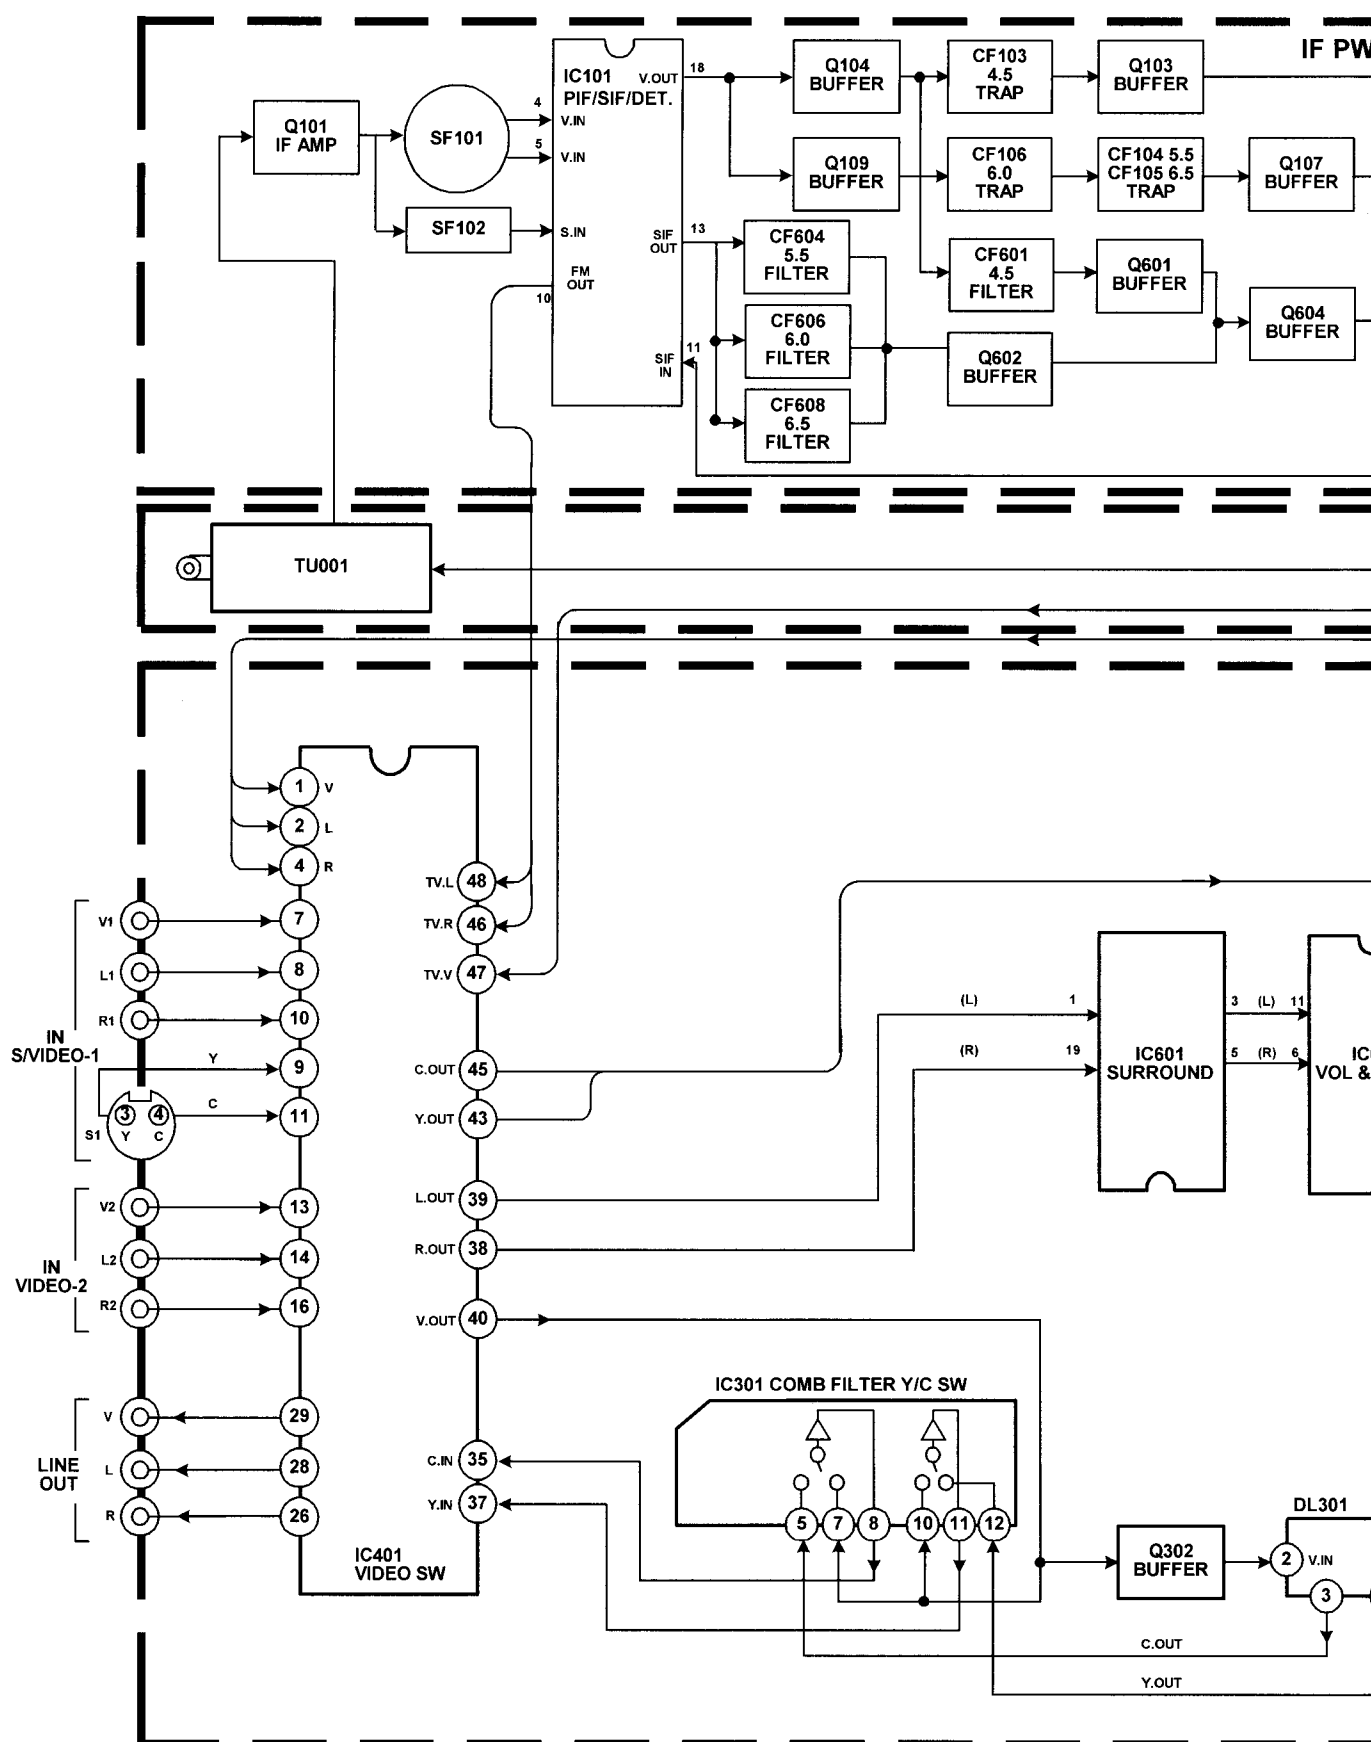 IF PW
IC101
PIF/SIF/DET.
V.OUT
18
4
V.IN
5
V.IN
S.IN
SIF
OUT
13
FM
OUT
10
SIF
IN
11
Q101
IF AMP
SF101
SF102
Q104
BUFFER
CF103
4.5
TRAP
Q103
BUFFER
Q109
BUFFER
CF106
6.0
TRAP
CF104 5.5
CF105 6.5
TRAP
Q107
BUFFER
CF604
5.5
FILTER
CF601
4.5
FILTER
Q601
BUFFER
Q604
BUFFER
CF606
6.0
FILTER
Q602
BUFFER
CF608
6.5
FILTER
TU001
1 V
2 L
4 R
TV.L 48
TV.R 46
TV.V 47
V1 7
L1 8
R1 10
IN
S/VIDEO-1
Y 9
C 11
3 4
S1 Y C
C.OUT 45
Y.OUT 43
L.OUT 39
R.OUT 38
V.OUT 40
V2 13
L2 14
R2 16
IN
VIDEO-2
(L) 1
(R) 19
IC601
SURROUND
3 (L) 11
5 (R) 6
VOL &
V 29
L 28
R 26
LINE
OUT
C.IN 35
Y.IN 37
IC401
VIDEO SW
IC301 COMB FILTER Y/C SW
5 7 8 10 11 12
Q302
BUFFER
DL301
2 V.IN
3
C.OUT
Y.OUT